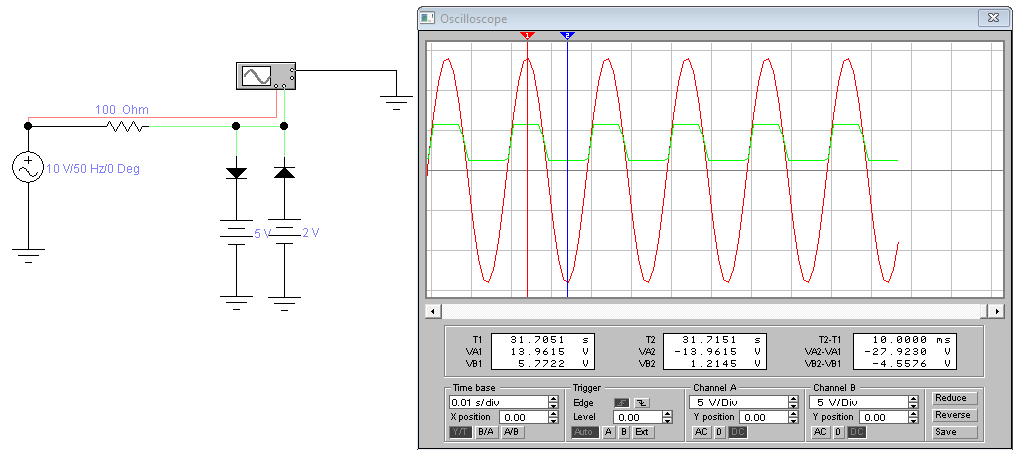 Oscilloscope
1 2
100 Ohm
10 V/50 Hz/0 Deg
5 V 2 V
T1 31.7051 s T2 31.7151 s T2-T1 10.0000 ms
VA1 13.9615 V VA2 -13.9615 V VA2-VA1 -27.9230 V
VB1 5.7722 V VB2 1.2145 V VB2-VB1 -4.5576 V
Time base Trigger Channel A Channel B
0.01 s/div Edge 5 V/Div 5 V/Div Reduce
X position 0.00 Level 0.00 Y position 0.00 Y position 0.00 Reverse
Y/T B/A A/B Auto A B Ext AC 0 DC AC 0 DC Save